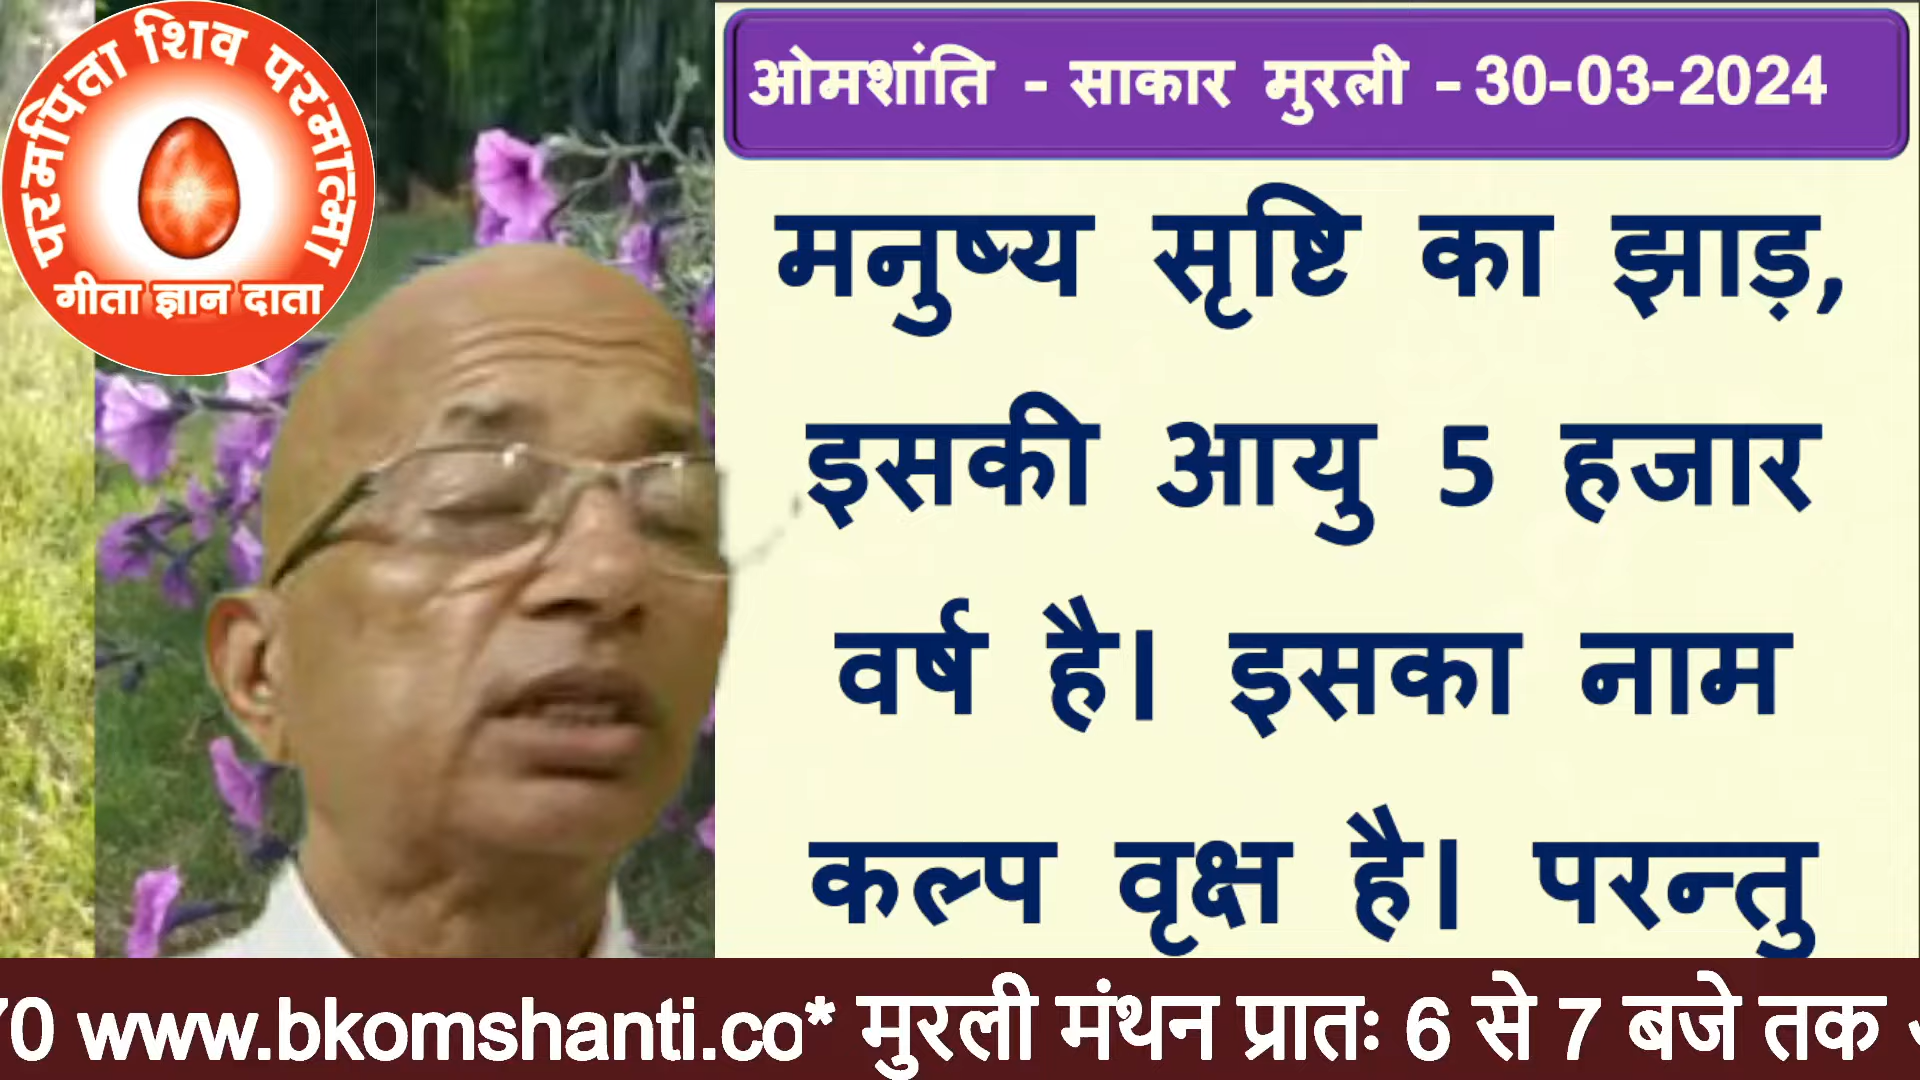 परमपिता शिव परमात्मा
गीता ज्ञान दाता
ओमशांति - साकार मुरली - 30-03-2024
मनुष्य सृष्टि का झाड़,
इसकी आयु 5 हजार
वर्ष है। इसका नाम
कल्प वृक्ष है। परन्तु
70 www.bkomshanti.co* मुरली मंथन प्रातः 6 से 7 बजे तक